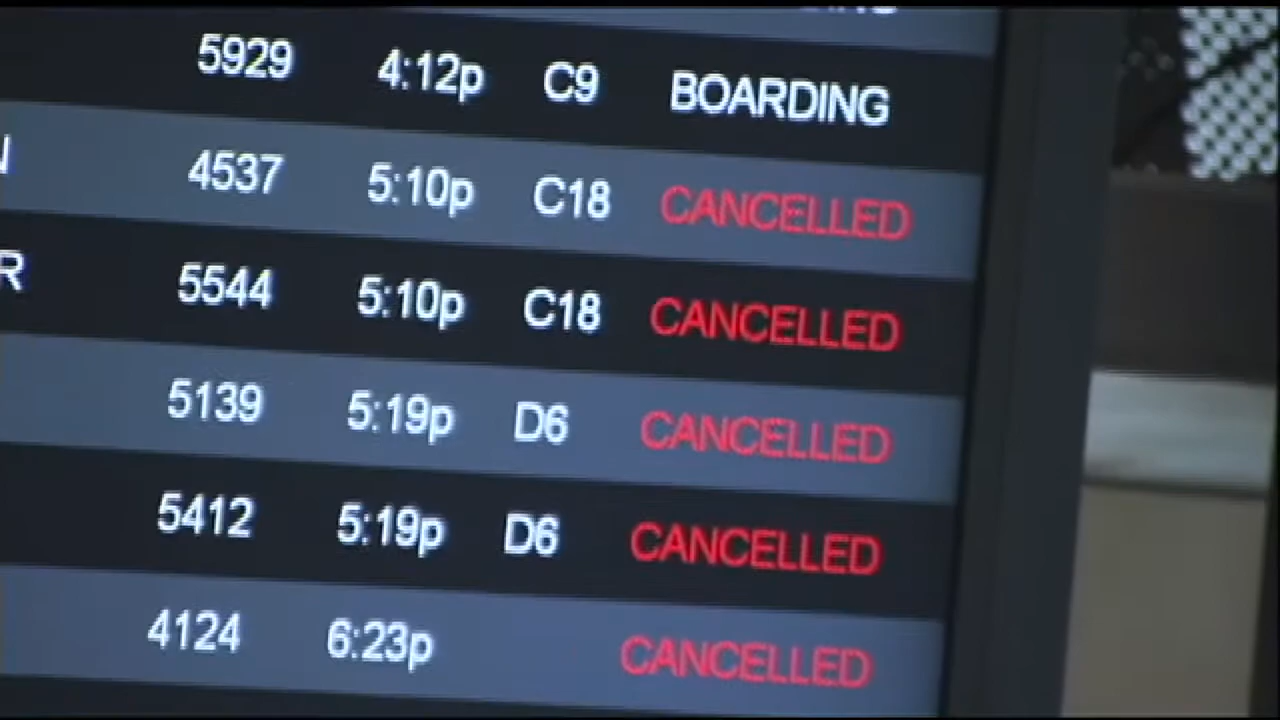 5929 4:12p C9 BOARDING
4537 5:10p C18 CANCELLED
5544 5:10p C18 CANCELLED
5139 5:19p D6 CANCELLED
5412 5:19p D6 CANCELLED
4124 6:23p CANCELLED